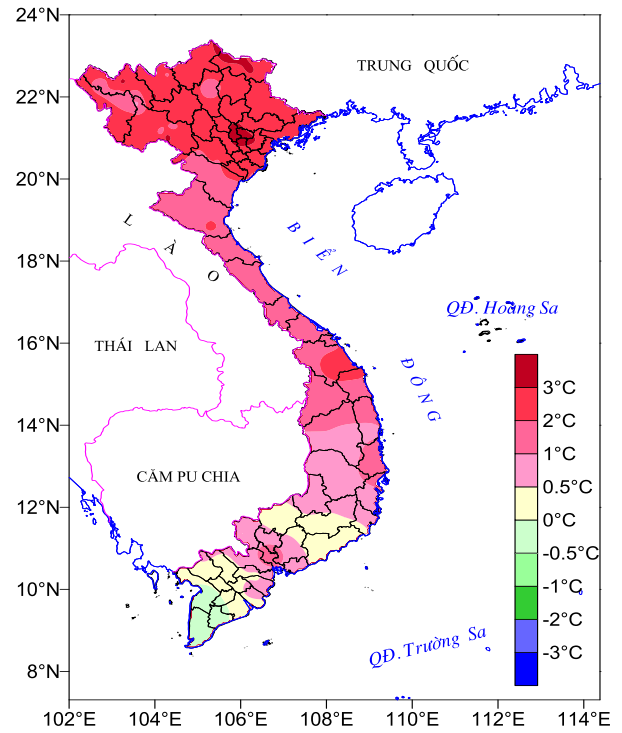 24°N
TRUNG QUỐC
22°N
20°N
LÀO
BIỂN
18°N
QĐ. Hoàng Sa
16°N
THÁI LAN
ĐÔNG
3°C
2°C
14°N
1°C
CĂM PU CHIA
0.5°C
12°N
0°C
-0.5°C
10°N
-1°C
-2°C
QĐ. Trường Sa
-3°C
8°N
102°E 104°E 106°E 108°E 110°E 112°E 114°E